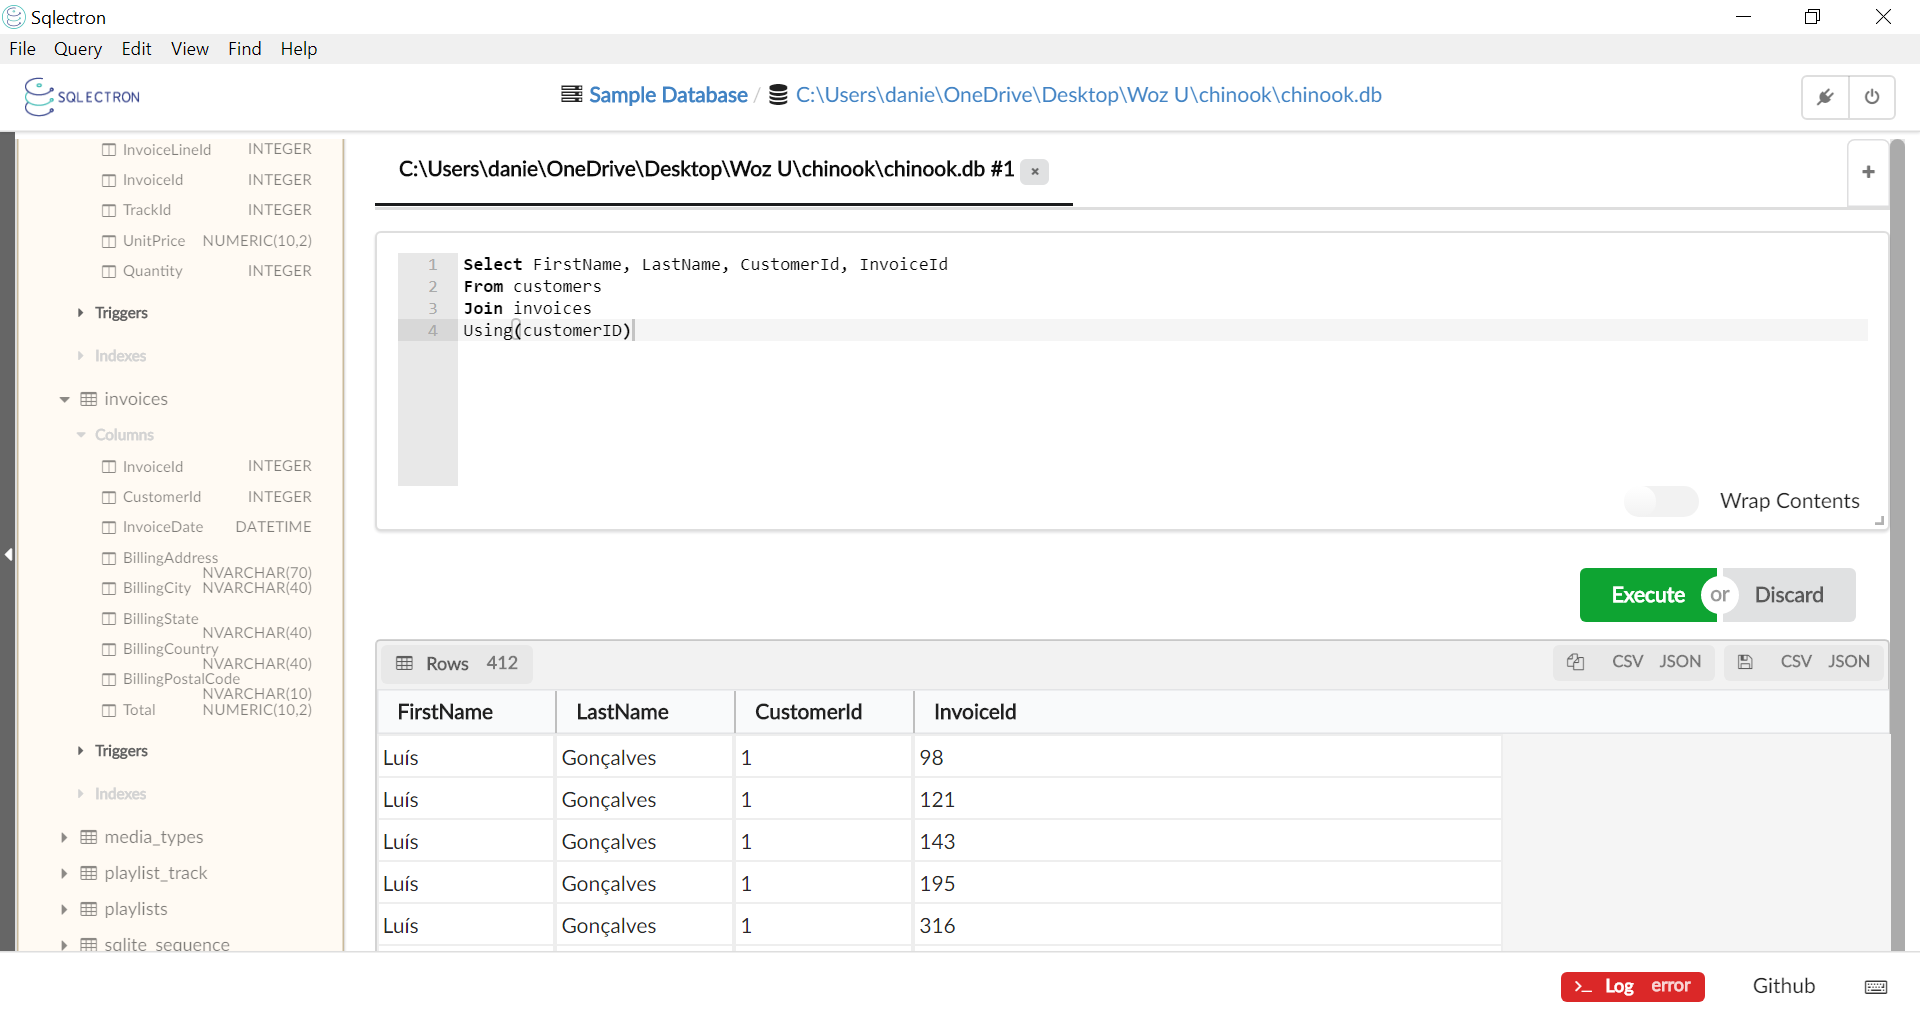 Sqlectron
File Query Edit View Find Help
SQLECTRON
Sample Database / C:\Users\danie\OneDrive\Desktop\Woz U\chinook\chinook.db
InvoiceLineId INTEGER
InvoiceId INTEGER
TrackId INTEGER
UnitPrice NUMERIC(10,2)
Quantity INTEGER
Triggers
Indexes
invoices
Columns
InvoiceId INTEGER
CustomerId INTEGER
InvoiceDate DATETIME
BillingAddress
NVARCHAR(70)
BillingCity NVARCHAR(40)
BillingState
NVARCHAR(40)
BillingCountry
NVARCHAR(40)
BillingPostalCode
NVARCHAR(10)
Total NUMERIC(10,2)
Triggers
Indexes
media_types
playlist_track
playlists
sqlite_sequence
C:\Users\danie\OneDrive\Desktop\Woz U\chinook\chinook.db #1 ×
+
1 Select FirstName, LastName, CustomerId, InvoiceId
2 From customers
3 Join invoices
4 Using(customerID)
Wrap Contents
Execute or Discard
Rows 412 CSV JSON CSV JSON
FirstName LastName CustomerId InvoiceId
Luís Gonçalves 1 98
Luís Gonçalves 1 121
Luís Gonçalves 1 143
Luís Gonçalves 1 195
Luís Gonçalves 1 316
>_ Log error Github